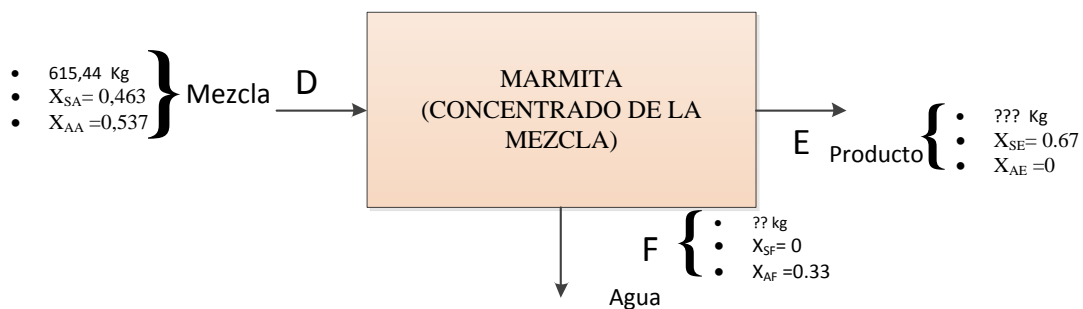 • 615,44 Kg
• XSA= 0,463
• XAA =0,537
Mezcla
D
MARMITA
(CONCENTRADO DE LA
MEZCLA)
E
Producto
• ??? Kg
• XSE= 0.67
• XAE =0
F
• ?? kg
• XSF= 0
• XAF=0.33
Agua